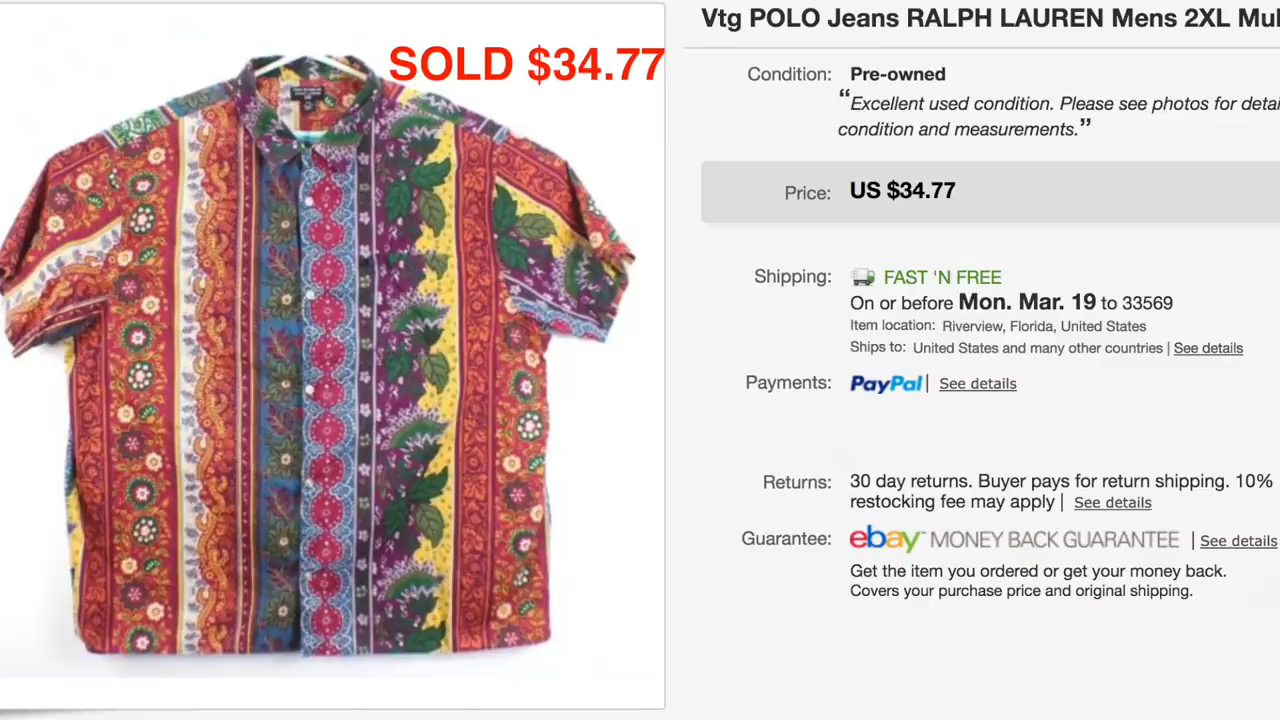 SOLD $34.77
Vtg POLO Jeans RALPH LAUREN Mens 2XL Mul
Condition: Pre-owned
“Excellent used condition. Please see photos for detai
condition and measurements.”
Price: US $34.77
Shipping: FAST 'N FREE
On or before Mon. Mar. 19 to 33569
Item location: Riverview, Florida, United States
Ships to: United States and many other countries | See details
Payments: PayPal | See details
Returns: 30 day returns. Buyer pays for return shipping. 10%
restocking fee may apply | See details
Guarantee: ebay™ MONEY BACK GUARANTEE | See details
Get the item you ordered or get your money back.
Covers your purchase price and original shipping.